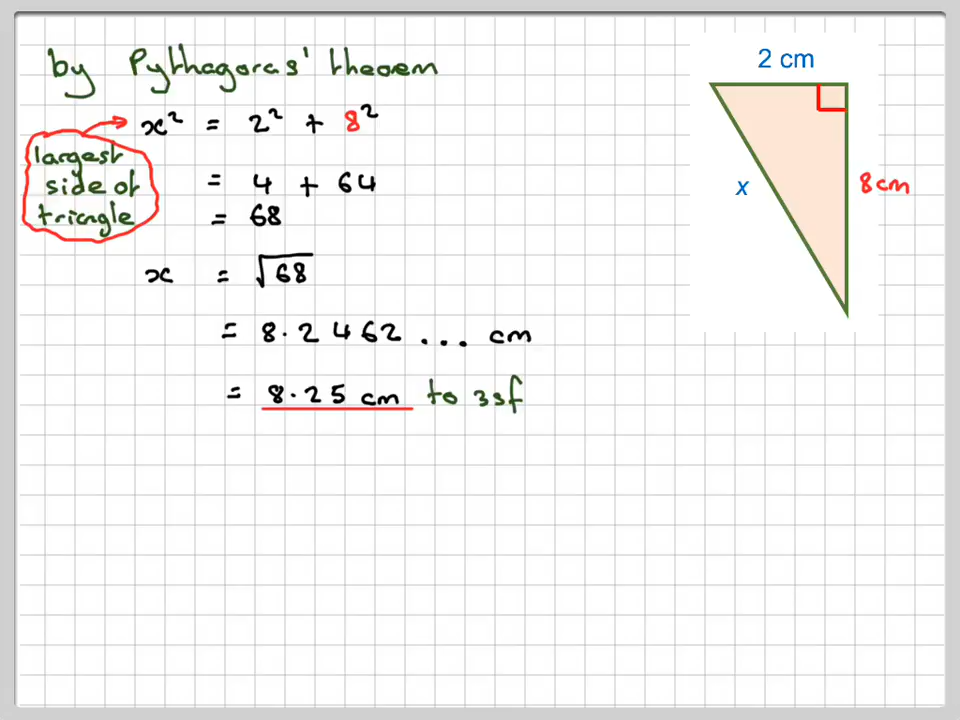 by Pythagoras' theorem
x² = 2² + 8²
largest
side of
triangle
= 4 + 64
= 68
x = √68
= 8.2462... cm
= 8.25 cm to 3sf
2 cm
x
8cm